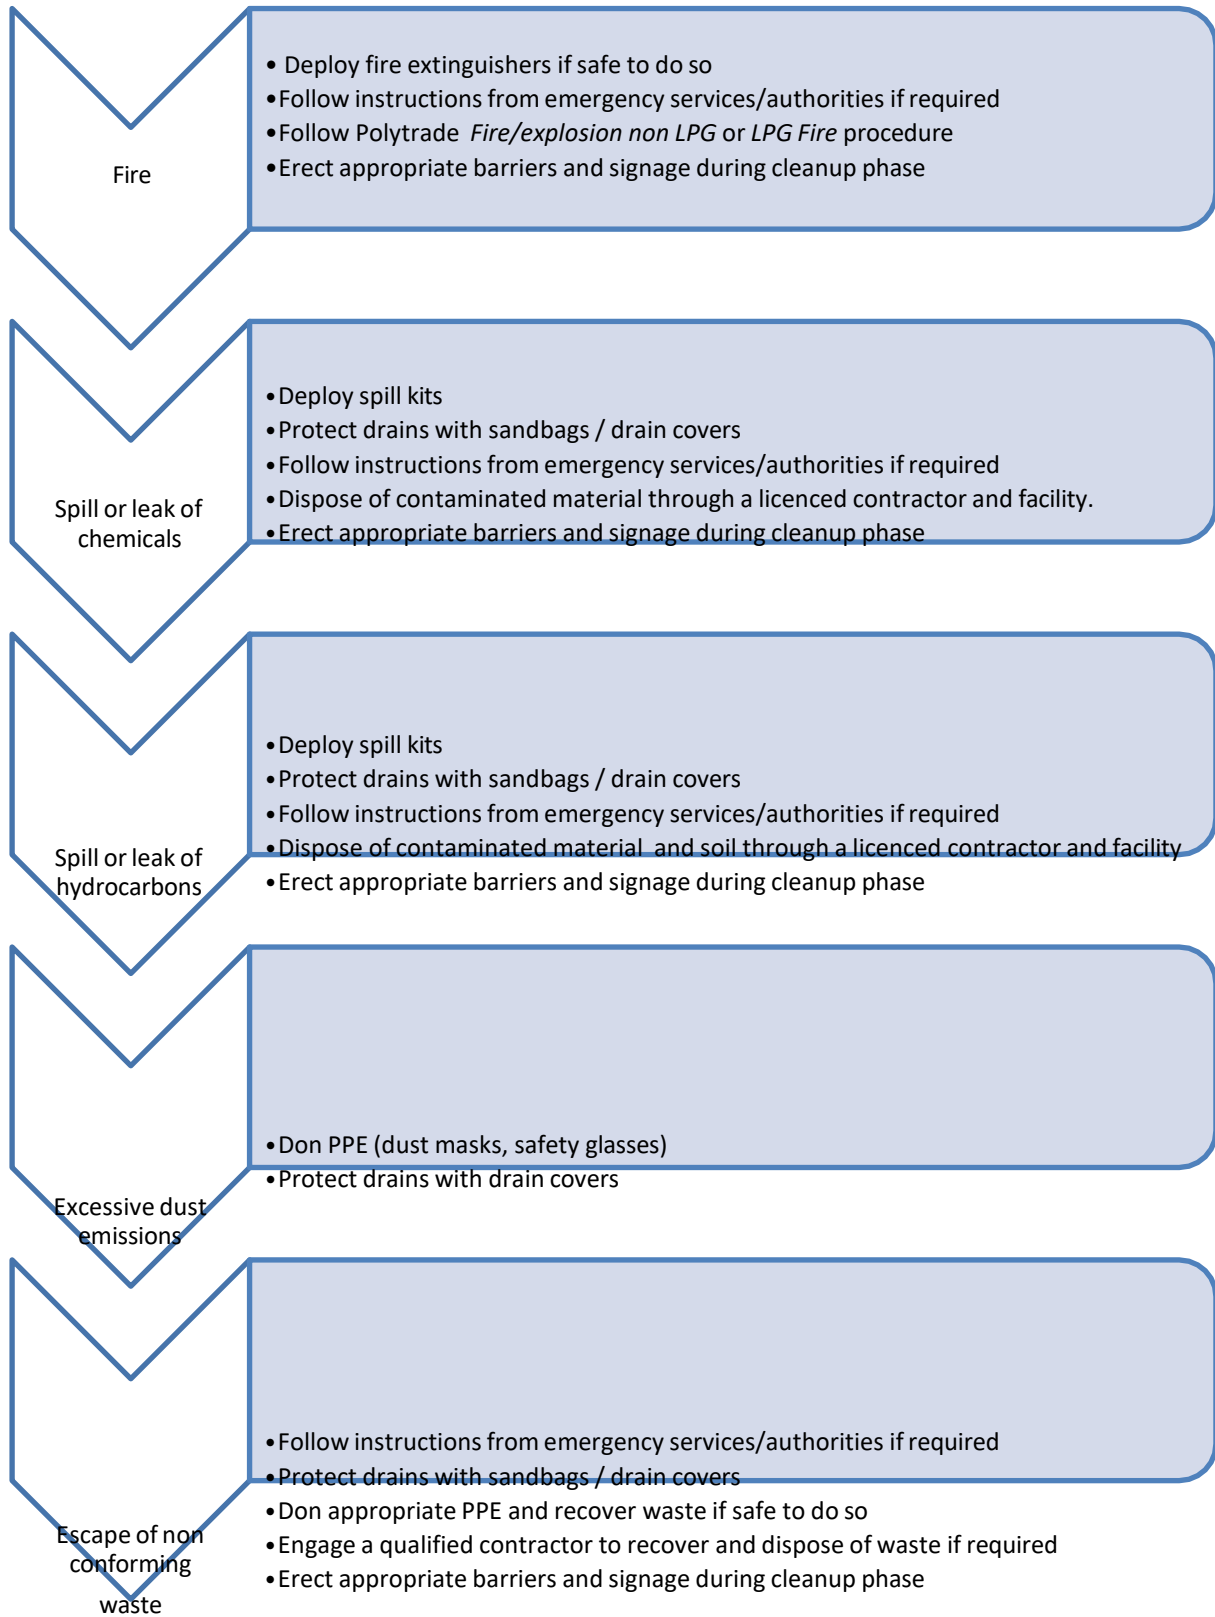 Fire
• Deploy fire extinguishers if safe to do so
•Follow instructions from emergency services/authorities if required
•Follow Polytrade Fire/explosion non LPG or LPG Fire procedure
•Erect appropriate barriers and signage during cleanup phase
Spill or leak of
chemicals
•Deploy spill kits
•Protect drains with sandbags / drain covers
•Follow instructions from emergency services/authorities if required
•Dispose of contaminated material through a licenced contractor and facility.
•Erect appropriate barriers and signage during cleanup phase
Spill or leak of
hydrocarbons
•Deploy spill kits
•Protect drains with sandbags / drain covers
•Follow instructions from emergency services/authorities if required
•Dispose of contaminated material and soil through a licenced contractor and facility
•Erect appropriate barriers and signage during cleanup phase
Excessive dust
emissions
•Don PPE (dust masks, safety glasses)
•Protect drains with drain covers
Escape of non
conforming
waste
•Follow instructions from emergency services/authorities if required
•Protect drains with sandbags / drain covers
•Don appropriate PPE and recover waste if safe to do so
•Engage a qualified contractor to recover and dispose of waste if required
•Erect appropriate barriers and signage during cleanup phase